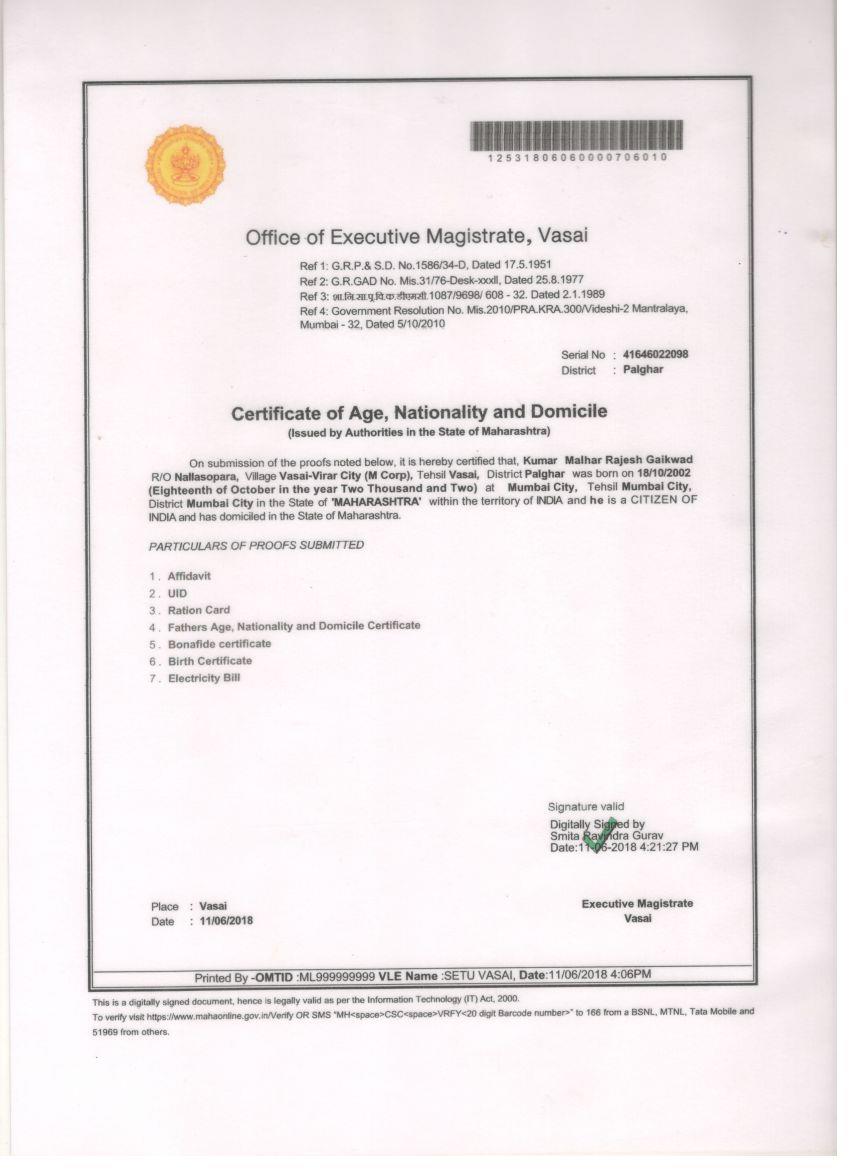 12531806060000706010
Office of Executive Magistrate, Vasai
Ref 1: G.R.P.& S.D. No.1586/34-D, Dated 17.5.1951
Ref 2: G.R.GAD No. Mis.31/76-Desk-xxxII, Dated 25.8.1977
Ref 3: शा.नि.सा.पू.वि.क.डीएमसी.1087/9698/ 608 - 32. Dated 2.1.1989
Ref 4: Government Resolution No. Mis.2010/PRA.KRA.300/Videshi-2 Mantralaya,
Mumbai - 32, Dated 5/10/2010
Serial No : 41646022098
District : Palghar
Certificate of Age, Nationality and Domicile
(Issued by Authorities in the State of Maharashtra)
On submission of the proofs noted below, it is hereby certified that, Kumar Malhar Rajesh Gaikwad
R/O Nallasopara, Village Vasai-Virar City (M Corp), Tehsil Vasai, District Palghar was born on 18/10/2002
(Eighteenth of October in the year Two Thousand and Two) at Mumbai City, Tehsil Mumbai City,
District Mumbai City in the State of 'MAHARASHTRA' within the territory of INDIA and he is a CITIZEN OF
INDIA and has domiciled in the State of Maharashtra.
PARTICULARS OF PROOFS SUBMITTED
1 . Affidavit
2 . UID
3 . Ration Card
4 . Fathers Age, Nationality and Domicile Certificate
5 . Bonafide certificate
6 . Birth Certificate
7 . Electricity Bill
Signature valid
Digitally Signed by
Smita Ravindra Gurav
Date:11-06-2018 4:21:27 PM
Place : Vasai
Date : 11/06/2018
Executive Magistrate
Vasai
Printed By -OMTID :ML999999999 VLE Name :SETU VASAI, Date:11/06/2018 4:06PM
This is a digitally signed document, hence is legally valid as per the Information Technology (IT) Act, 2000.
To verify visit https://www.mahaonline.gov.in/Verify OR SMS "MH<space>CSC<space>VRFY<20 digit Barcode number>" to 166 from a BSNL, MTNL, Tata Mobile and
51969 from others.